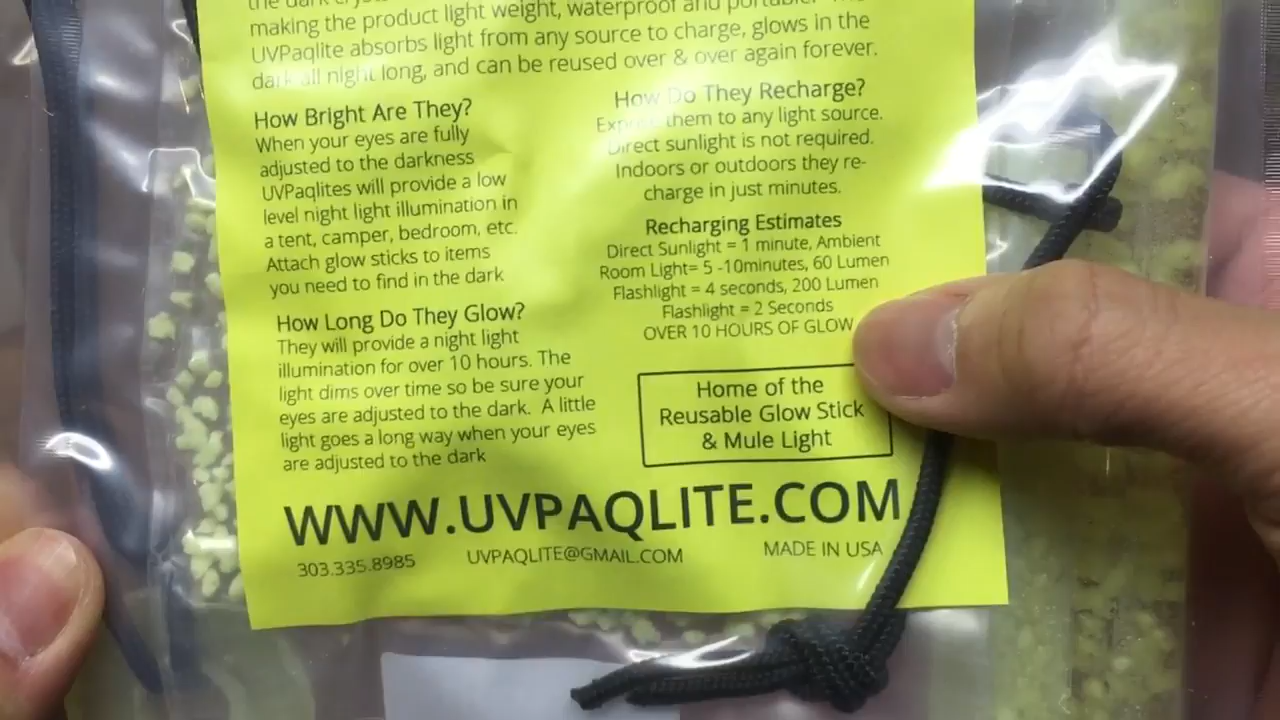 making the product light weight, waterproof and portable.
UVPaqlite absorbs light from any source to charge, glows in the
dark all night long, and can be reused over & over again forever.
How Bright Are They?
When your eyes are fully
adjusted to the darkness
UVPaqlites will provide a low
level night light illumination in
a tent, camper, bedroom, etc.
Attach glow sticks to items
you need to find in the dark
How Long Do They Glow?
They will provide a night light
illumination for over 10 hours. The
light dims over time so be sure your
eyes are adjusted to the dark. A little
light goes a long way when your eyes
are adjusted to the dark
How Do They Recharge?
Expose them to any light source.
Direct sunlight is not required.
Indoors or outdoors they re-
charge in just minutes.
Recharging Estimates
Direct Sunlight = 1 minute, Ambient
Room Light= 5 -10minutes, 60 Lumen
Flashlight = 4 seconds, 200 Lumen
Flashlight = 2 Seconds
OVER 10 HOURS OF GLOW
Home of the
Reusable Glow Stick
& Mule Light
WWW.UVPAQLITE.COM
303.335.8985 UVPAQLITE@GMAIL.COM MADE IN USA